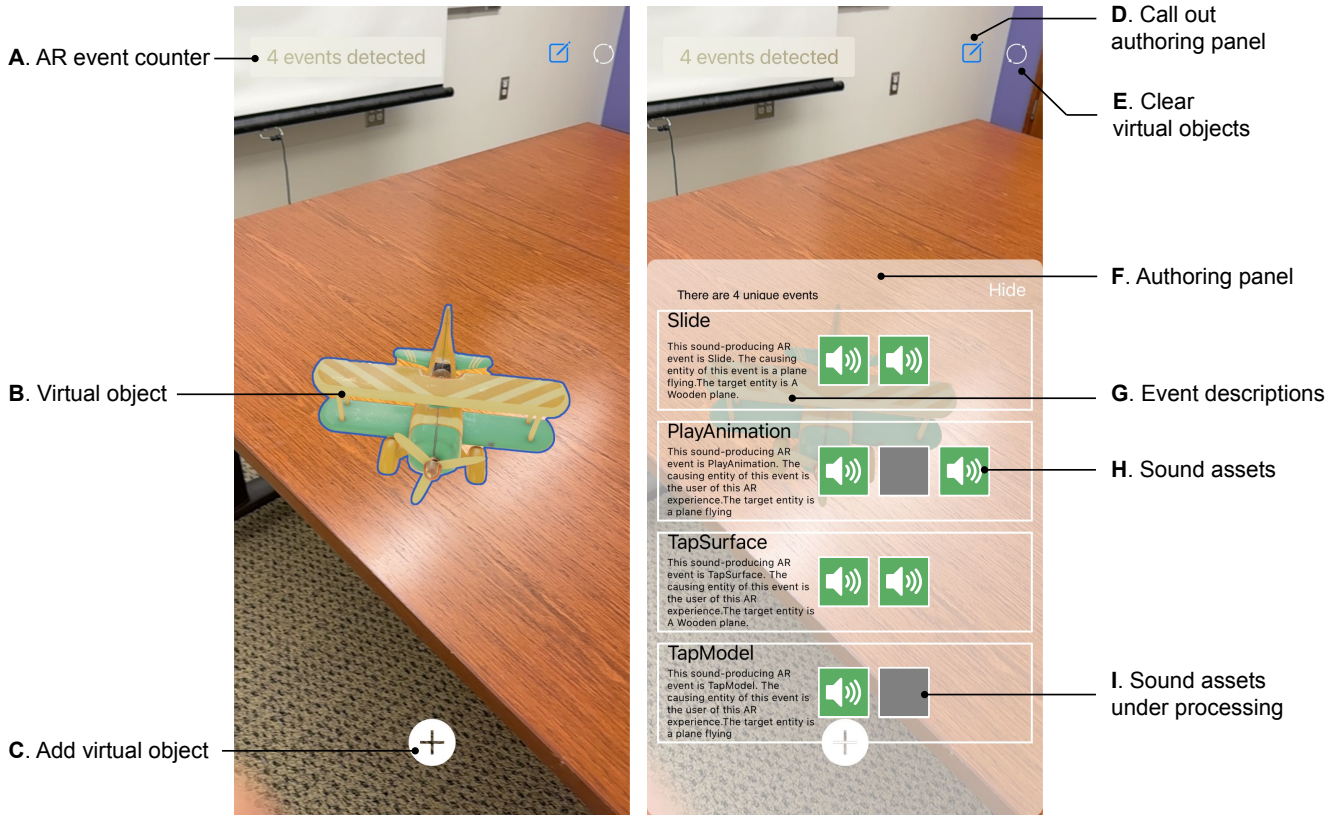 A. AR event counter
4 events detected
B. Virtual object
C. Add virtual object
4 events detected
D. Call out
authoring panel
E. Clear
virtual objects
F. Authoring panel
There are 4 unique events
Hide
Slide
This sound-producing AR
event is Slide. The causing
entity of this event is a plane
flying.The target entity is A
Wooden plane.
G. Event descriptions
PlayAnimation
This sound-producing AR
event is PlayAnimation. The
causing entity of this event is
the user of this AR
experience.The target entity is
a plane flying
H. Sound assets
TapSurface
This sound-producing AR
event is TapSurface. The
causing entity of this event is
the user of this AR
experience.The target entity is
A Wooden plane.
TapModel
This sound-producing AR
event is TapModel. The
causing entity of this event is
the user of this AR
experience.The target entity is
a plane flying
I. Sound assets
under processing